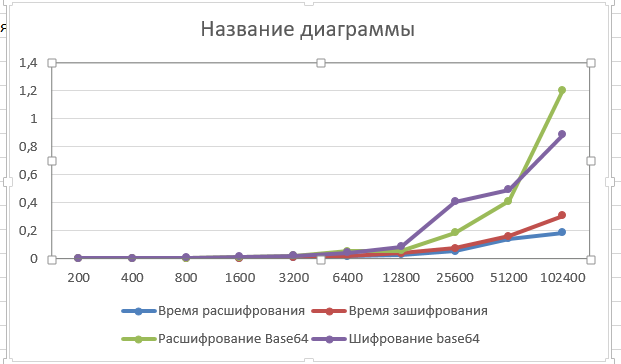 Название диаграммы
я
1,4
1,2
1
0,8
0,6
0,4
0,2
0
200 400 800 1600 3200 6400 12800 25600 51200 102400
Время расшифрования Время зашифрования
Расшифрование Base64 Шифрование base64